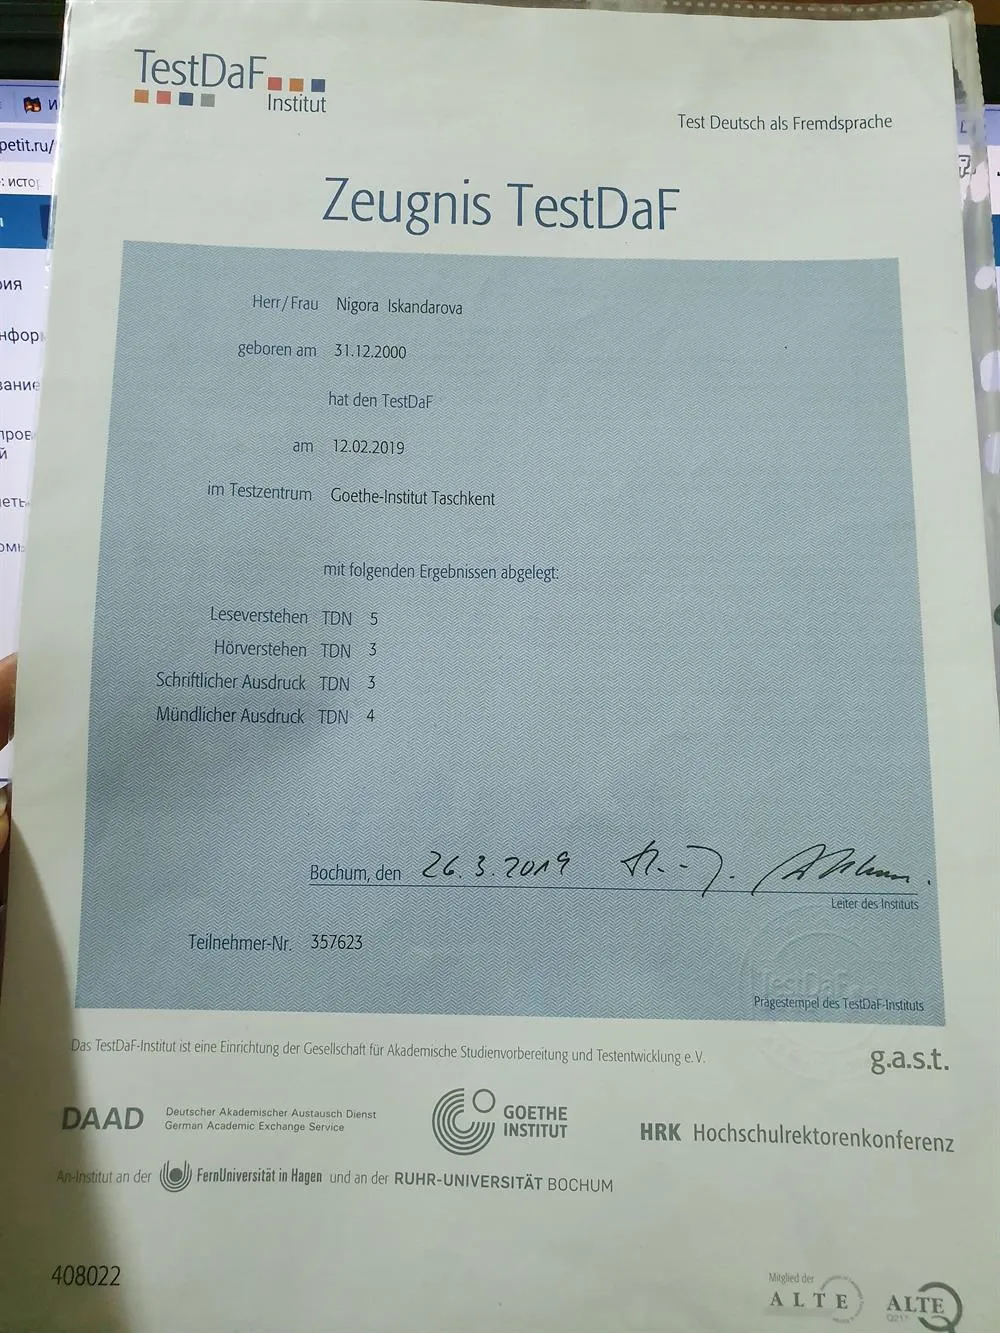 TestDaF
Institut
Test Deutsch als Fremdsprache
Zeugnis TestDaF
Herr/Frau Nigora Iskandarova
geboren am 31.12.2000
hat den TestDaF
am 12.02.2019
im Testzentrum Goethe-Institut Taschkent
mit folgenden Ergebnissen abgelegt:
Leseverstehen TDN 5
Hörverstehen TDN 3
Schriftlicher Ausdruck TDN 3
Mündlicher Ausdruck TDN 4
Bochum, den 26.3.2019
Leiter des Instituts
Teilnehmer-Nr. 357623
TestDaF
Prägestempel des TestDaF-Instituts
Das TestDaF-Institut ist eine Einrichtung der Gesellschaft für Akademische Studienvorbereitung und Testentwicklung e.V.
g.a.s.t.
DAAD Deutscher Akademischer Austausch Dienst
German Academic Exchange Service
GOETHE
INSTITUT
HRK Hochschulrektorenkonferenz
An-Institut an der FernUniversität in Hagen und an der RUHR-UNIVERSITÄT BOCHUM
408022
Mitglied der
ALTE
ALTE
petit.ru/